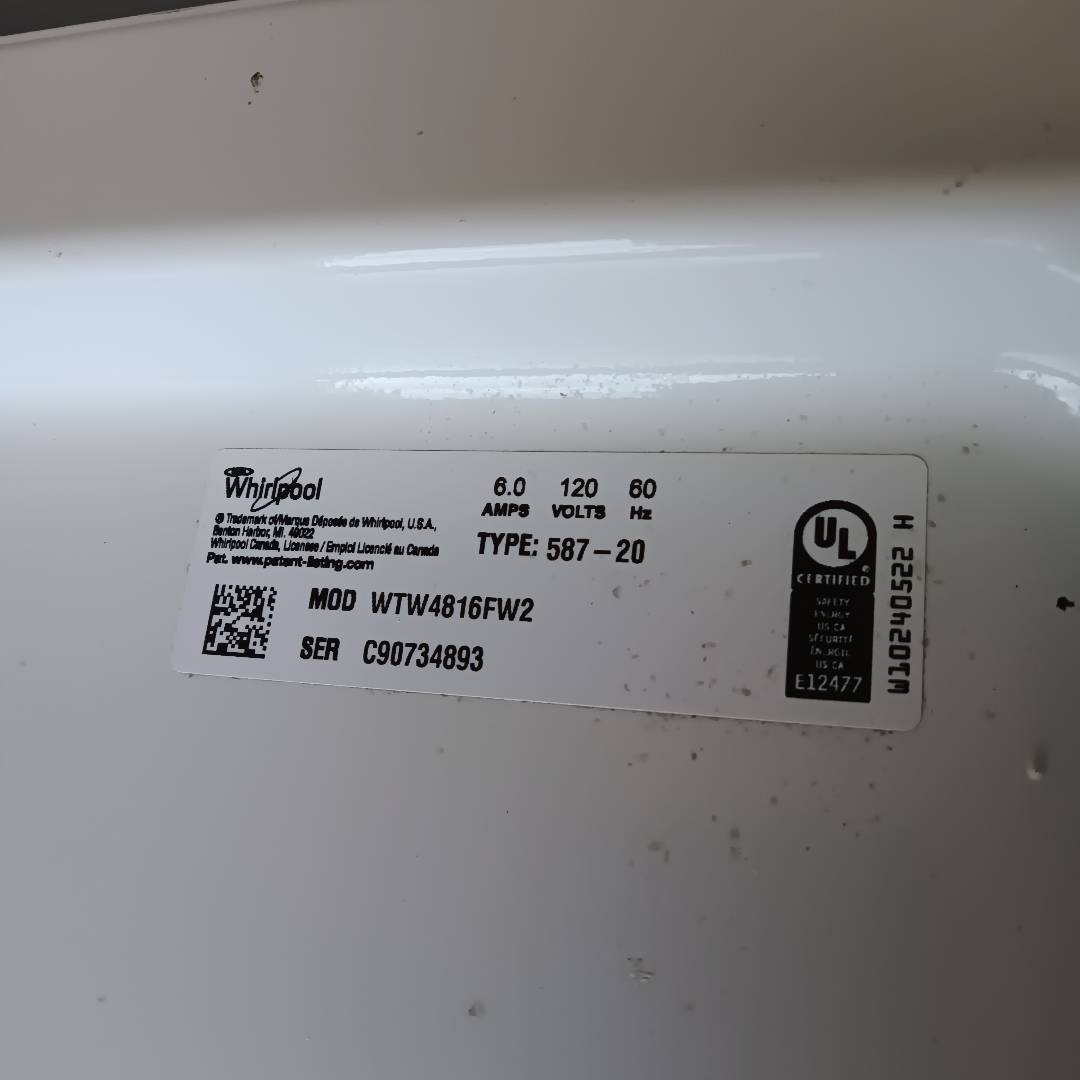 Whirlpool
® Trademark of/Marque Déposée de Whirlpool, U.S.A.,
Benton Harbor, MI. 49022
Whirlpool Canada, Licensee / Emploi Licencié au Canada
Pat. www.patent-listing.com
6.0 120 60
AMPS VOLTS Hz
TYPE: 587-20
MOD WTW4816FW2
SER C90734893
UL
®
CERTIFIED
SAFETY
ENERGY
US CA
SÉCURITÉ
ÉNERGIE
US CA
E12477
W10240522 H